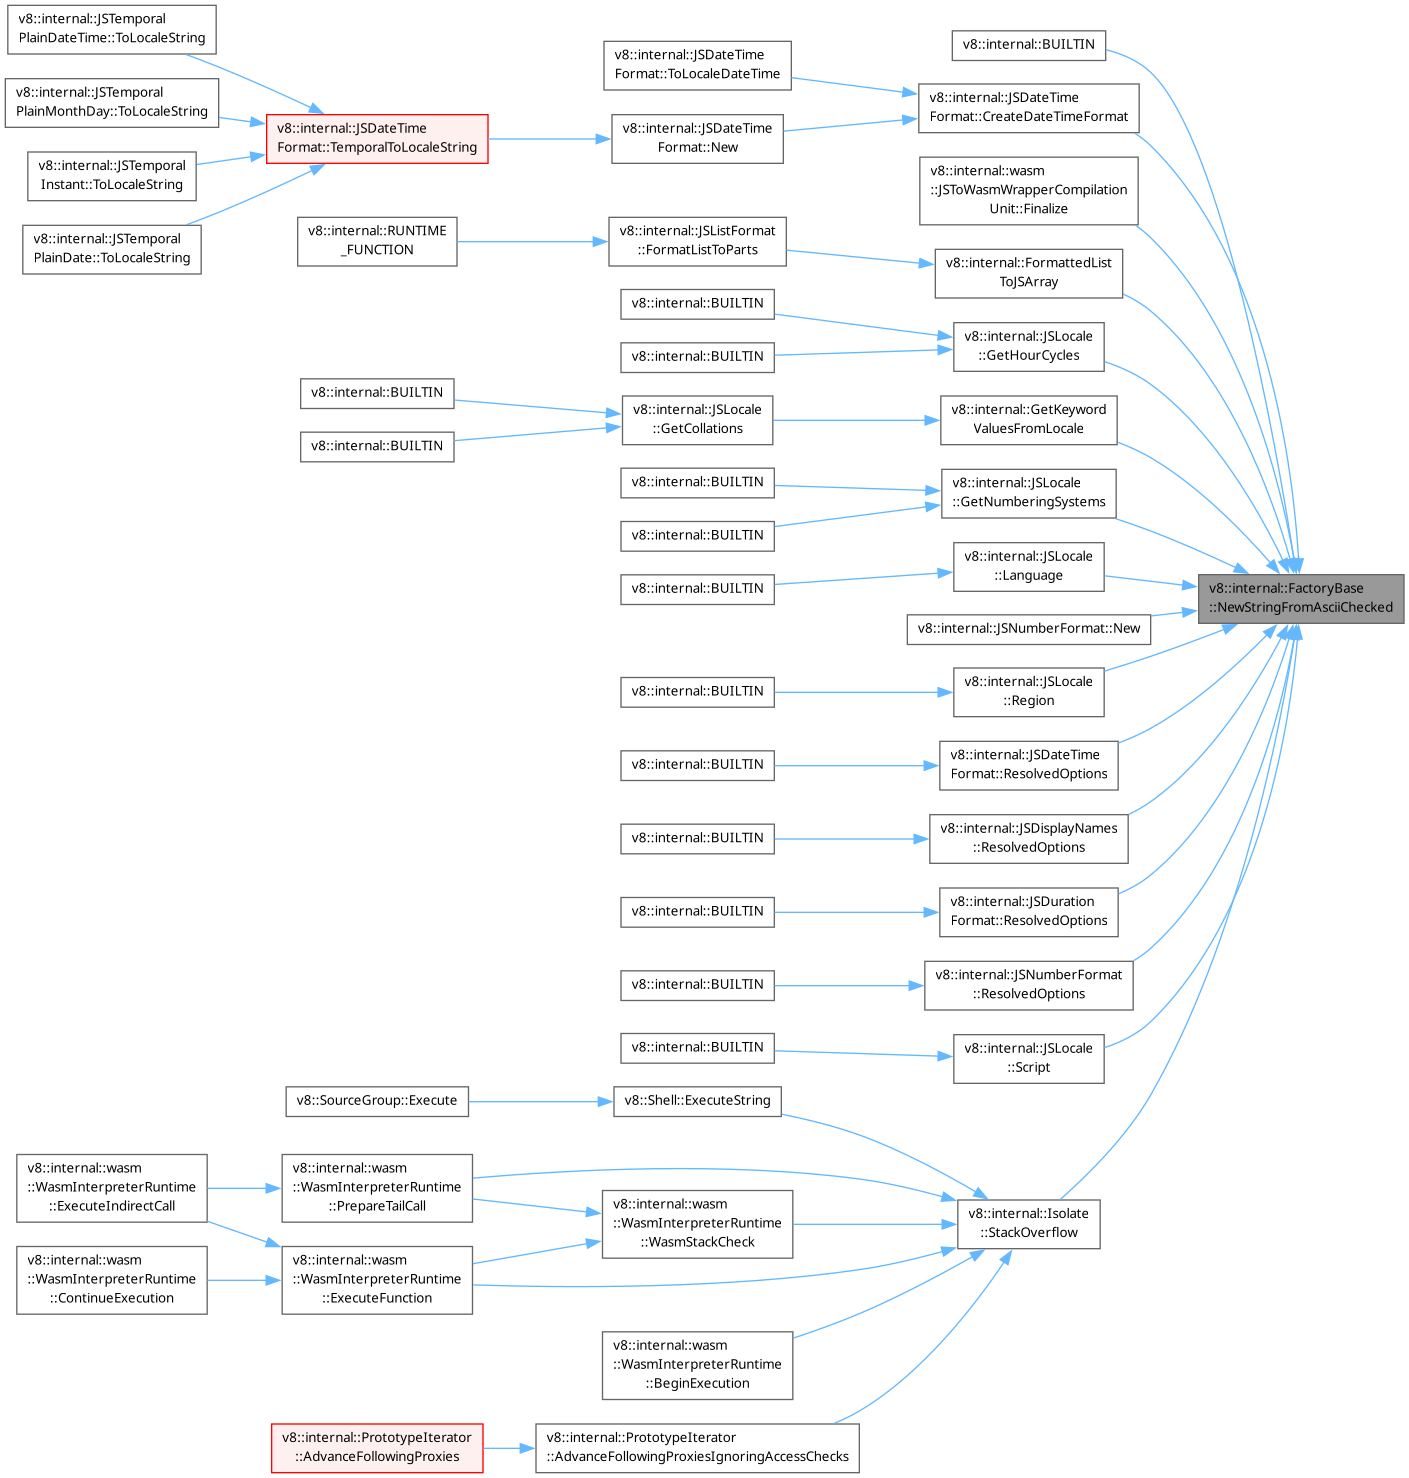 v8::internal::JSTemporal
PlainDateTime::ToLocaleString
v8::internal::JSTemporal
PlainMonthDay::ToLocaleString
v8::internal::JSTemporal
Instant::ToLocaleString
v8::internal::JSTemporal
PlainDate::ToLocaleString
v8::internal::JSDateTime
Format::TemporalToLocaleString
v8::internal::JSDateTime
Format::ToLocaleDateTime
v8::internal::JSDateTime
Format::New
v8::internal::BUILTIN
v8::internal::JSDateTime
Format::CreateDateTimeFormat
v8::internal::wasm
::JSToWasmWrapperCompilation
Unit::Finalize
v8::internal::RUNTIME
_FUNCTION
v8::internal::JSListFormat
::FormatListToParts
v8::internal::FormattedList
ToJSArray
v8::internal::BUILTIN
v8::internal::BUILTIN
v8::internal::JSLocale
::GetHourCycles
v8::internal::BUILTIN
v8::internal::BUILTIN
v8::internal::JSLocale
::GetCollations
v8::internal::GetKeyword
ValuesFromLocale
v8::internal::BUILTIN
v8::internal::BUILTIN
v8::internal::JSLocale
::GetNumberingSystems
v8::internal::BUILTIN
v8::internal::JSLocale
::Language
v8::internal::FactoryBase
::NewStringFromAsciiChecked
v8::internal::JSNumberFormat::New
v8::internal::BUILTIN
v8::internal::JSLocale
::Region
v8::internal::BUILTIN
v8::internal::JSDateTime
Format::ResolvedOptions
v8::internal::BUILTIN
v8::internal::JSDisplayNames
::ResolvedOptions
v8::internal::BUILTIN
v8::internal::JSDuration
Format::ResolvedOptions
v8::internal::BUILTIN
v8::internal::JSNumberFormat
::ResolvedOptions
v8::internal::BUILTIN
v8::internal::JSLocale
::Script
v8::SourceGroup::Execute
v8::Shell::ExecuteString
v8::internal::wasm
::WasmInterpreterRuntime
::ExecuteIndirectCall
v8::internal::wasm
::WasmInterpreterRuntime
::PrepareTailCall
v8::internal::wasm
::WasmInterpreterRuntime
::WasmStackCheck
v8::internal::Isolate
::StackOverflow
v8::internal::wasm
::WasmInterpreterRuntime
::ContinueExecution
v8::internal::wasm
::WasmInterpreterRuntime
::ExecuteFunction
v8::internal::wasm
::WasmInterpreterRuntime
::BeginExecution
v8::internal::PrototypeIterator
::AdvanceFollowingProxies
v8::internal::PrototypeIterator
::AdvanceFollowingProxiesIgnoringAccessChecks